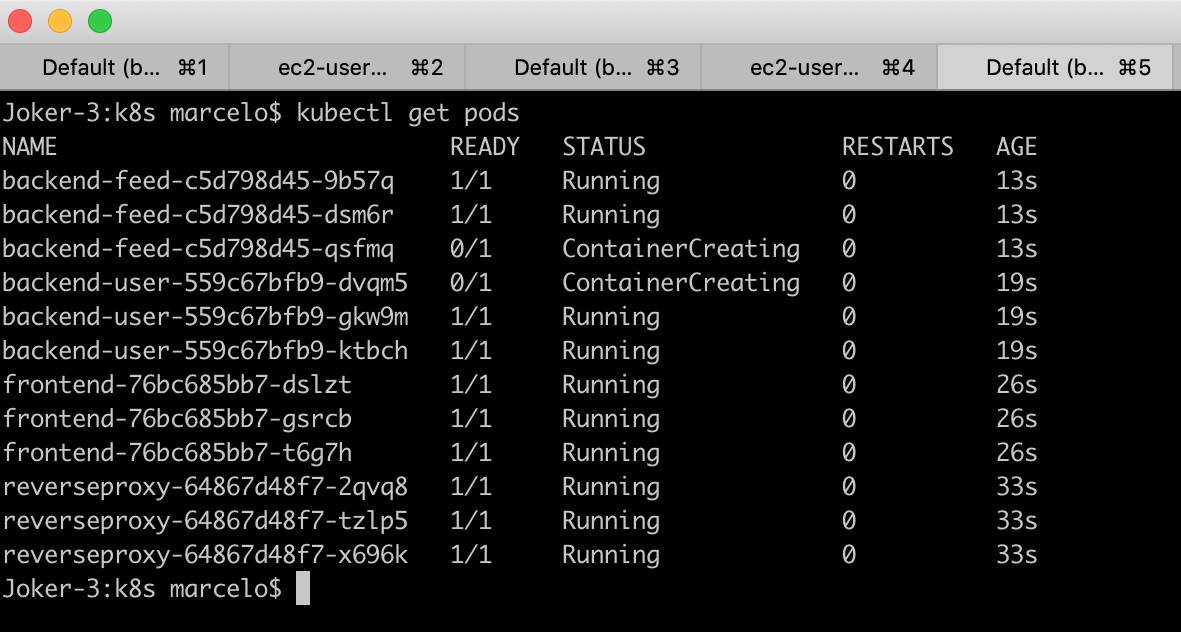 Default (b... ⌘1 ec2-user... ⌘2 Default (b... ⌘3 ec2-user... ⌘4 Default (b... ⌘5
Joker-3:k8s marcelo$ kubectl get pods
NAME READY STATUS RESTARTS AGE
backend-feed-c5d798d45-9b57q 1/1 Running 0 13s
backend-feed-c5d798d45-dsm6r 1/1 Running 0 13s
backend-feed-c5d798d45-qsfmq 0/1 ContainerCreating 0 13s
backend-user-559c67bfb9-dvqm5 0/1 ContainerCreating 0 19s
backend-user-559c67bfb9-gkw9m 1/1 Running 0 19s
backend-user-559c67bfb9-ktbch 1/1 Running 0 19s
frontend-76bc685bb7-dslzt 1/1 Running 0 26s
frontend-76bc685bb7-gsrcb 1/1 Running 0 26s
frontend-76bc685bb7-t6g7h 1/1 Running 0 26s
reverseproxy-64867d48f7-2qvq8 1/1 Running 0 33s
reverseproxy-64867d48f7-tzlp5 1/1 Running 0 33s
reverseproxy-64867d48f7-x696k 1/1 Running 0 33s
Joker-3:k8s marcelo$